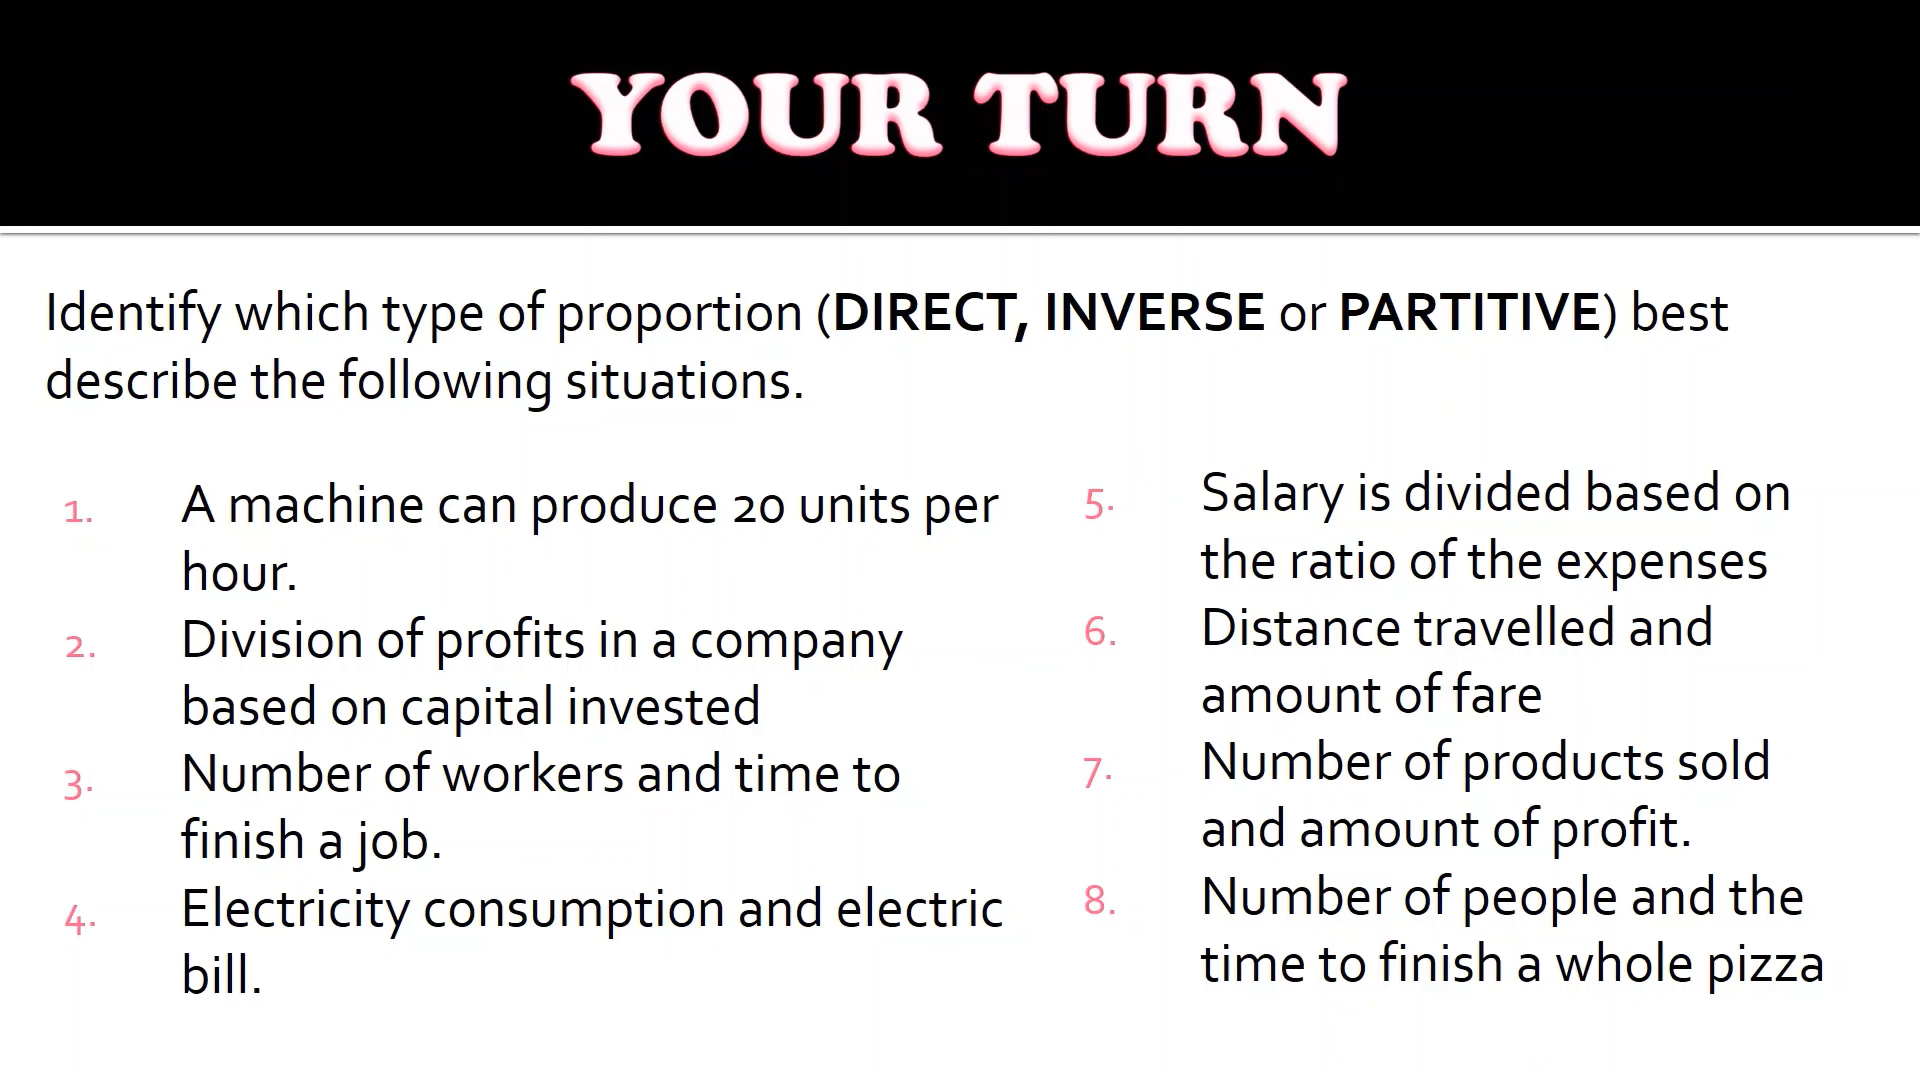 YOUR TURN
Identify which type of proportion (DIRECT, INVERSE or PARTITIVE) best
describe the following situations.
1. A machine can produce 20 units per
hour.
2. Division of profits in a company
based on capital invested
3. Number of workers and time to
finish a job.
4. Electricity consumption and electric
bill.
5. Salary is divided based on
the ratio of the expenses
6. Distance travelled and
amount of fare
7. Number of products sold
and amount of profit.
8. Number of people and the
time to finish a whole pizza